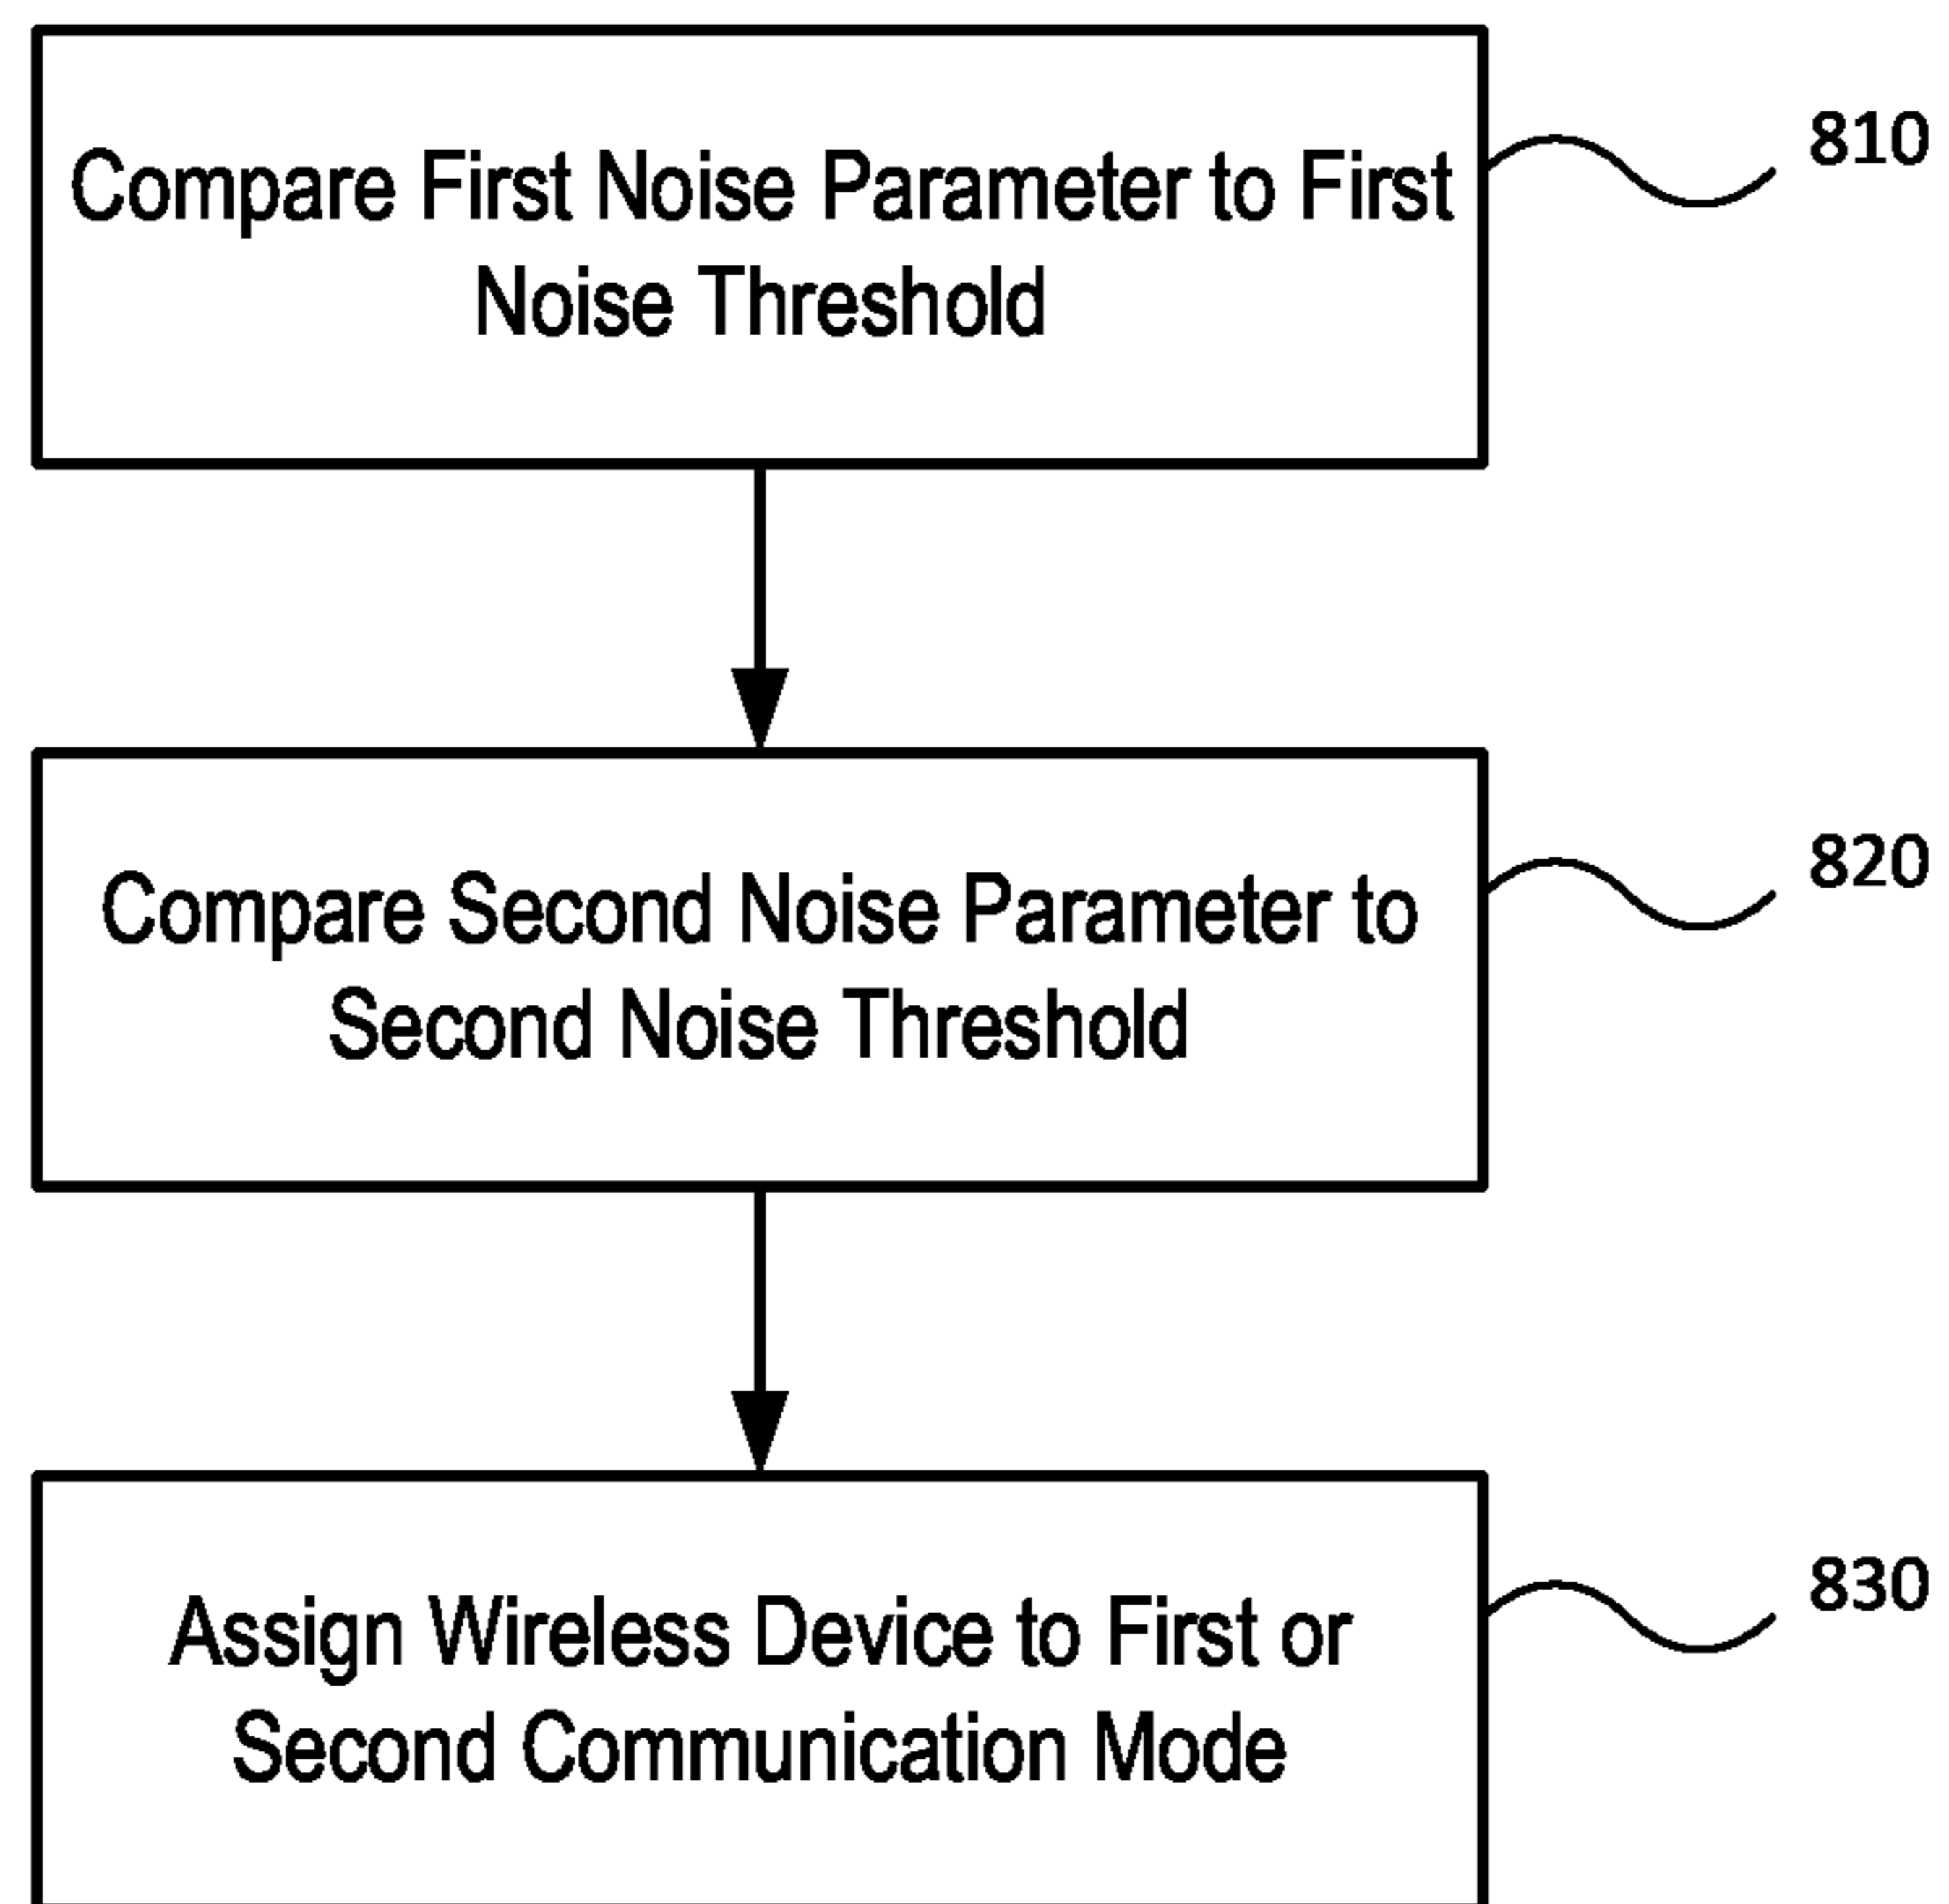 Compare First Noise Parameter to First
Noise Threshold
810
Compare Second Noise Parameter to
Second Noise Threshold
820
Assign Wireless Device to First or
Second Communication Mode
830